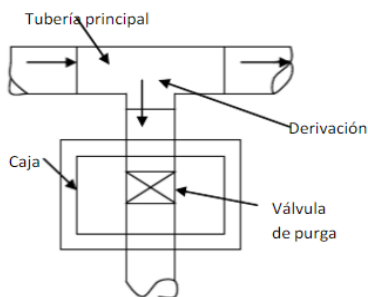 Tubería principal
Derivación
Caja
Válvula
de purga